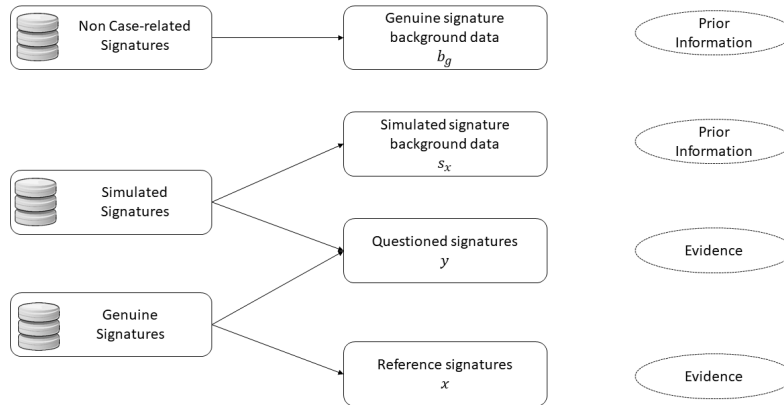 Non Case-related
Signatures
Genuine signature
background data
b_g
Prior
Information
Simulated signature
background data
s_x
Prior
Information
Simulated
Signatures
Questioned signatures
y
Evidence
Genuine
Signatures
Reference signatures
x
Evidence